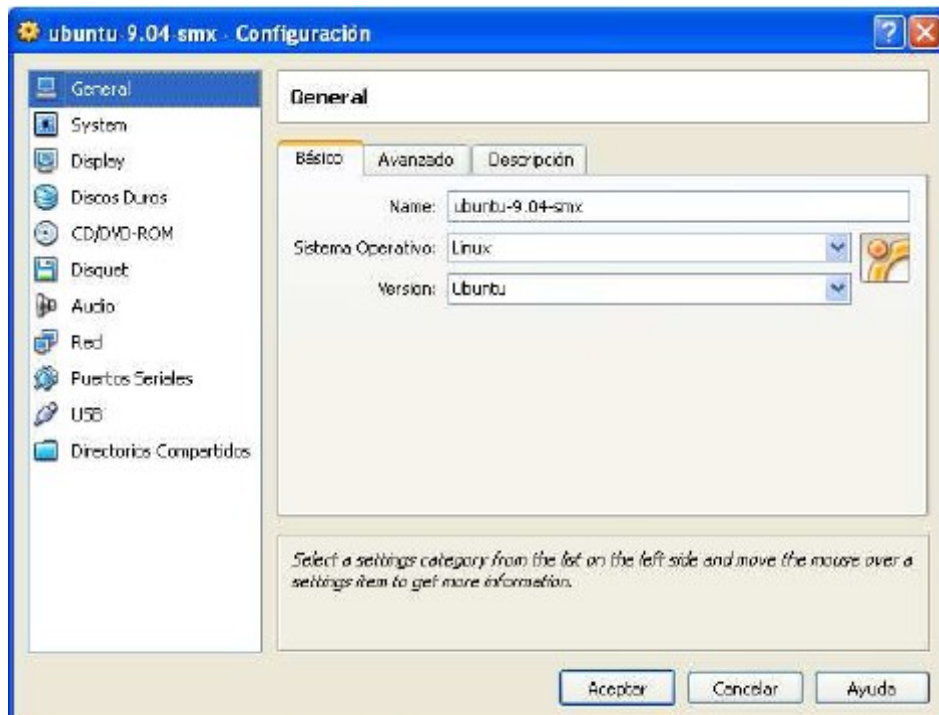 ubuntu-9.04-smx - Configuración
General
System
Display
Discos Duros
CD/DVD-ROM
Disquet
Audio
Red
Puertos Seriales
USB
Directorios Compartidos
General
Básico Avanzado Descripción
Name: ubuntu-9.04-smx
Sistema Operativo: Linux
Version: Ubuntu
Select a settings category from the list on the left side and move the mouse over a
settings item to get more information.
Aceptar Cancelar Ayuda